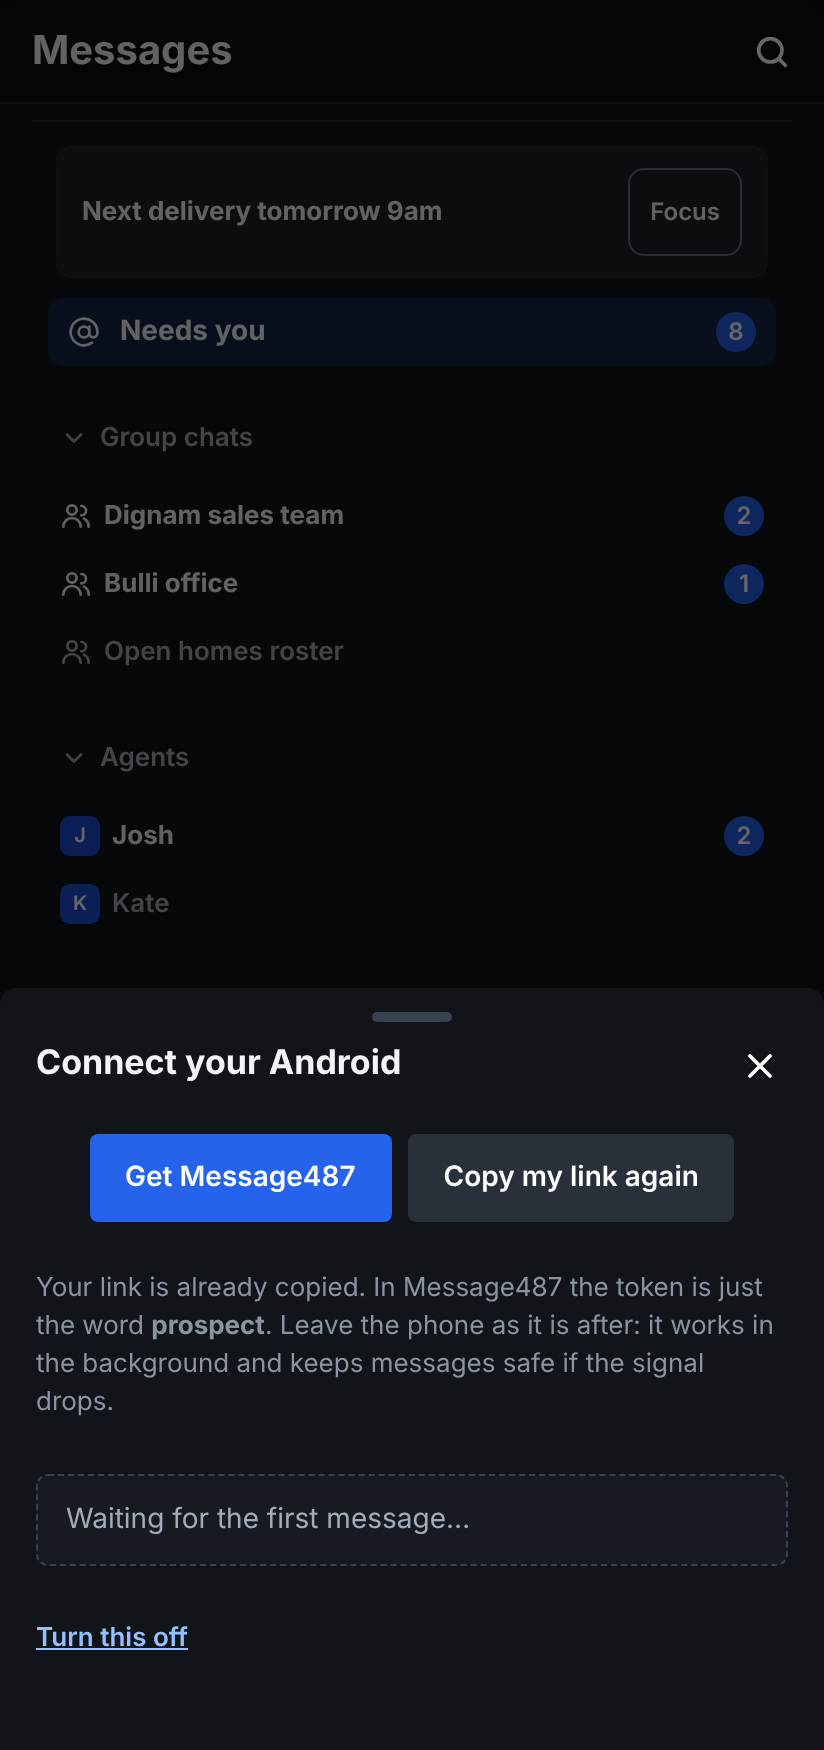 Messages
Next delivery tomorrow 9am
Focus
@ Needs you
8
Group chats
Dignam sales team
2
Bulli office
1
Open homes roster
Agents
J
Josh
2
K
Kate
Connect your Android
Get Message487
Copy my link again
Your link is already copied. In Message487 the token is just
the word prospect. Leave the phone as it is after: it works in
the background and keeps messages safe if the signal
drops.
Waiting for the first message...
Turn this off